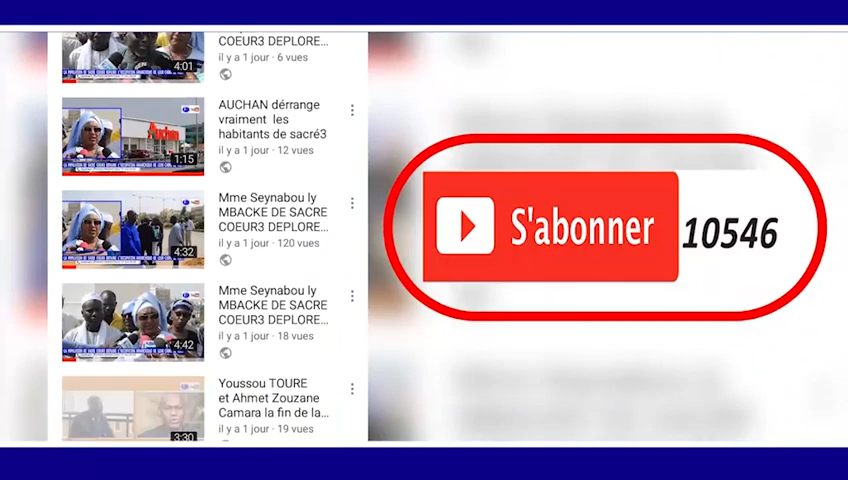 COEUR3 DEPLORE...
il y a 1 jour · 6 vues
4:01
AUCHAN dérrange
vraiment les
habitants de sacré3
il y a 1 jour · 12 vues
Auchan
1:15
Mme Seynabou ly
MBACKE DE SACRE
COEUR3 DEPLORE...
il y a 1 jour · 120 vues
4:32
Mme Seynabou ly
MBACKE DE SACRE
COEUR3 DEPLORE...
il y a 1 jour · 18 vues
4:42
Youssou TOURE
et Ahmet Zouzane
Camara la fin de la...
il y a 1 jour · 19 vues
3:30
S'abonner
10546